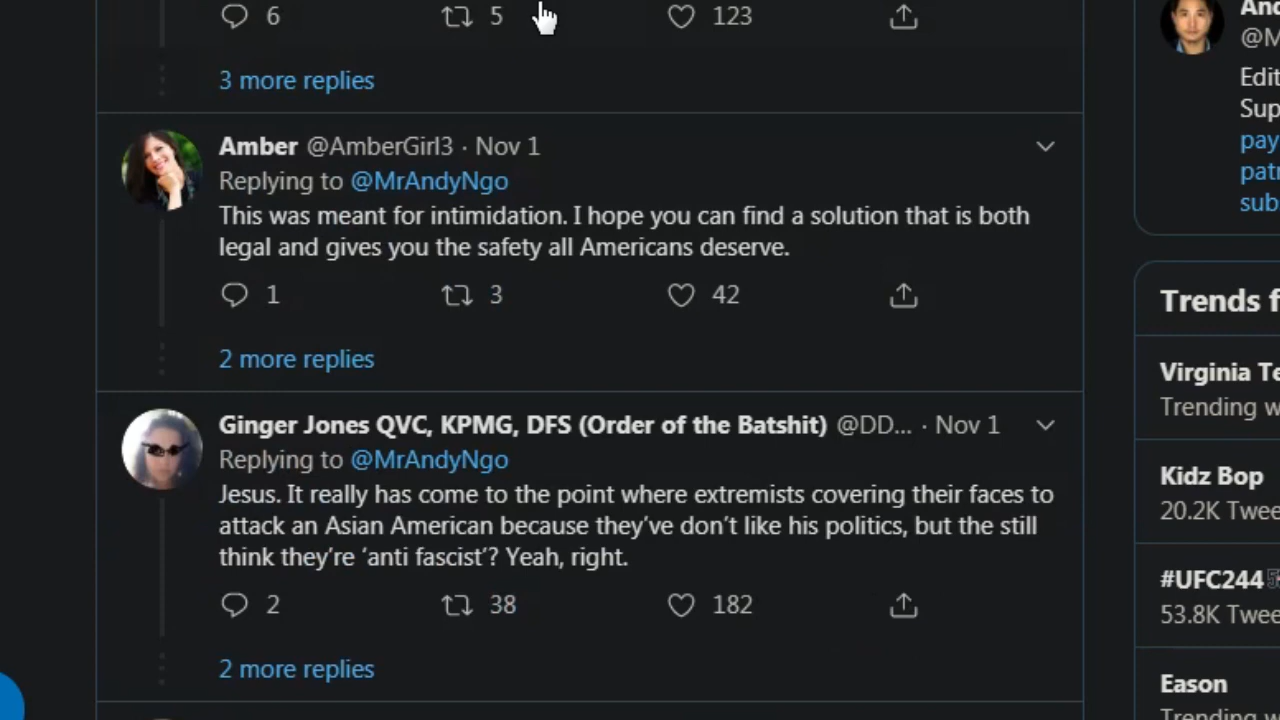 6 5 123
3 more replies
Amber @AmberGirl3 · Nov 1
Replying to @MrAndyNgo
This was meant for intimidation. I hope you can find a solution that is both
legal and gives you the safety all Americans deserve.
1 3 42
2 more replies
Ginger Jones QVC, KPMG, DFS (Order of the Batshit) @DD... · Nov 1
Replying to @MrAndyNgo
Jesus. It really has come to the point where extremists covering their faces to
attack an Asian American because they've don't like his politics, but the still
think they're 'anti fascist'? Yeah, right.
2 38 182
2 more replies
@M
Edit
Sup
pay
patr
sub
Trends f
Virginia Te
Trending w
Kidz Bop
20.2K Twee
#UFC244
53.8K Twee
Eason
Trending w